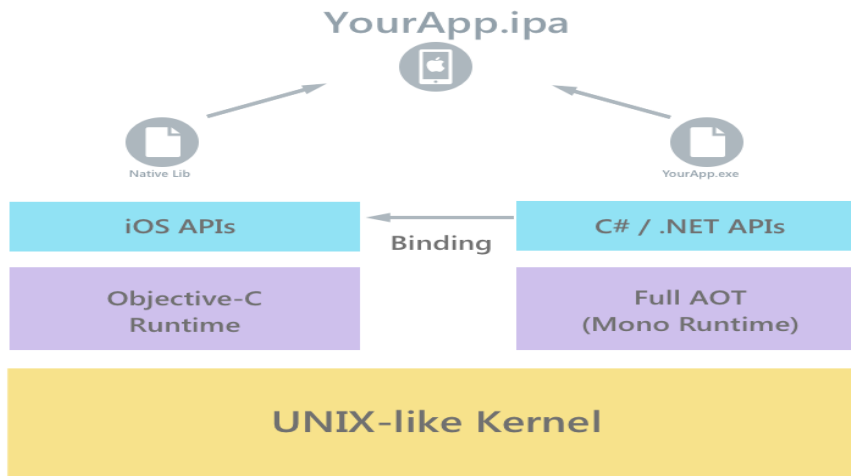 YourApp.ipa
Native Lib
YourApp.exe
iOS APIs
C# / .NET APIs
Binding
Objective-C
Runtime
Full AOT
(Mono Runtime)
UNIX-like Kernel